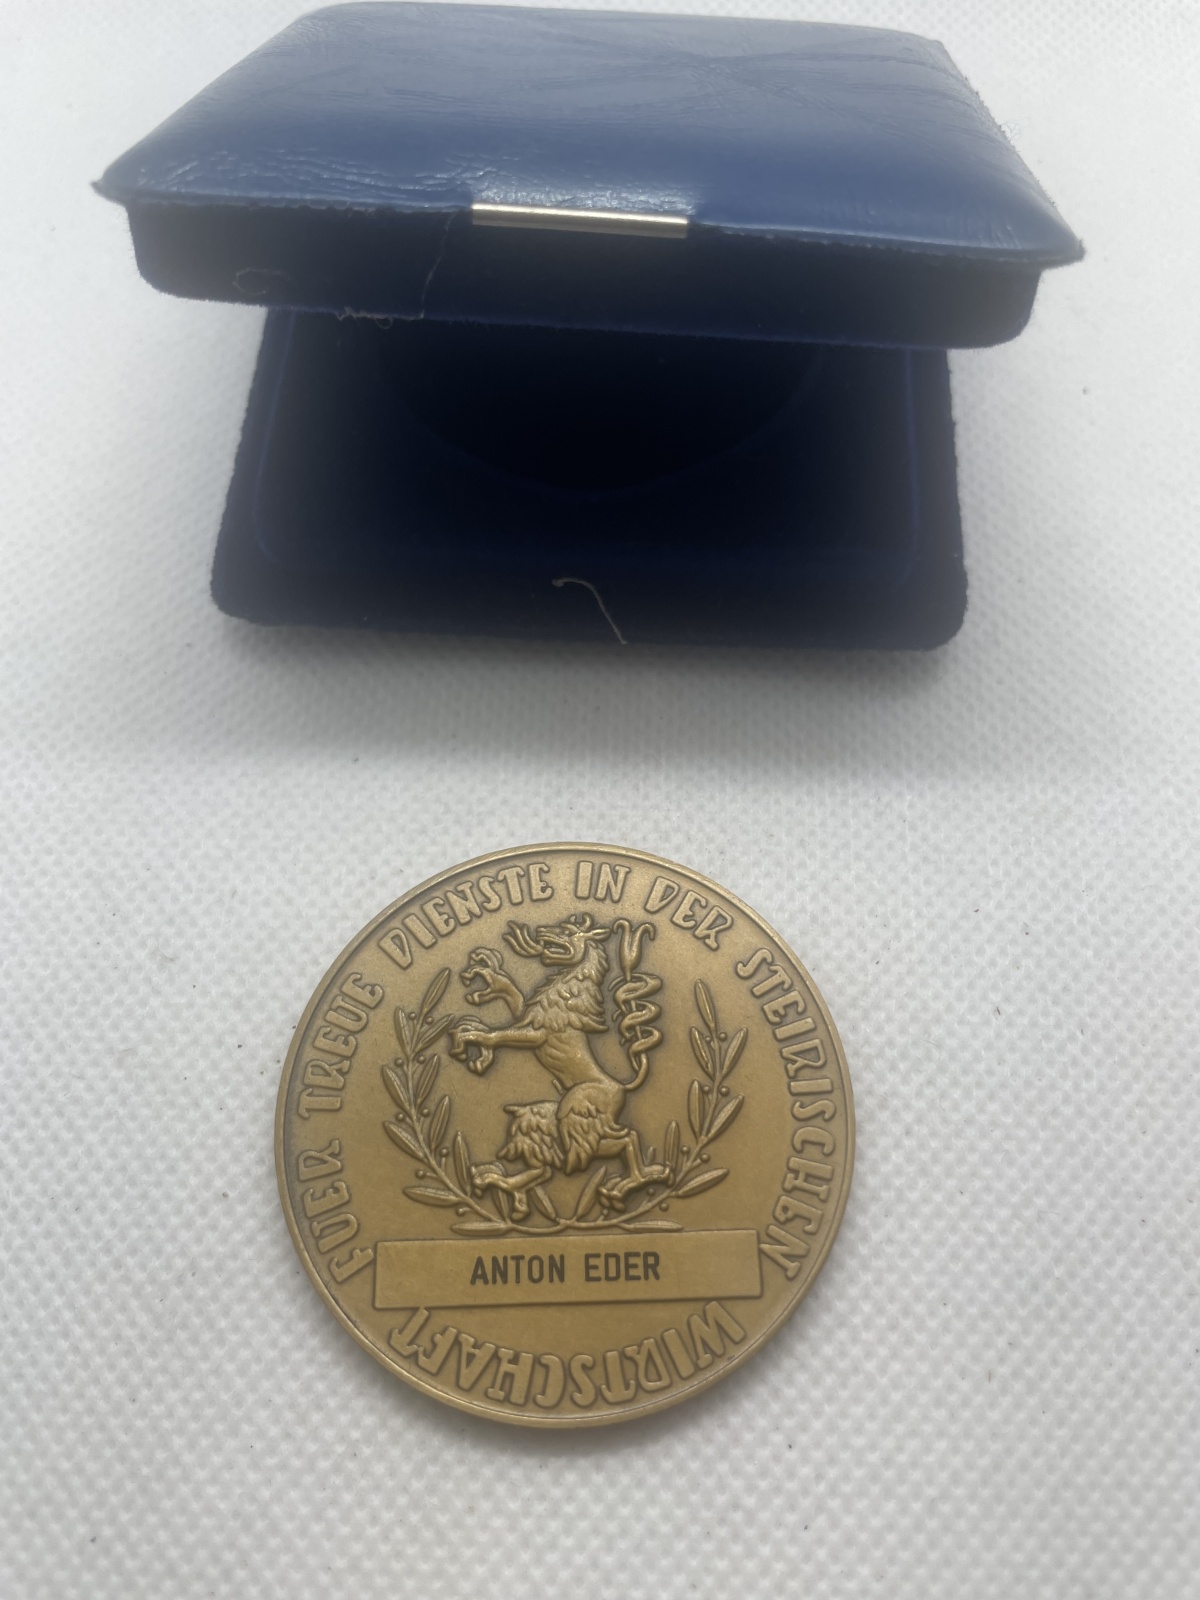 FUER TREUE DIENSTE IN DER STEIRISCHEN WIRTSCHAFT
ANTON EDER